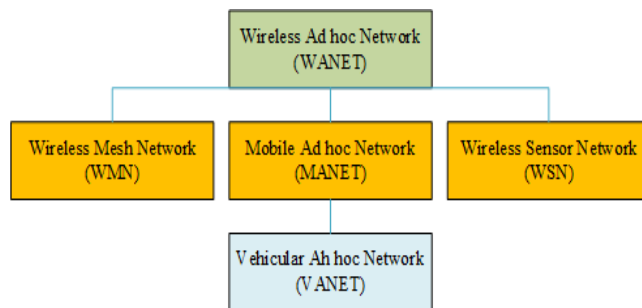 Wireless Ad hoc Network
(WANET)
Wireless Mesh Network
(WMN)
Mobile Ad hoc Network
(MANET)
Wireless Sensor Network
(WSN)
Vehicular Ah hoc Network
(VANET)